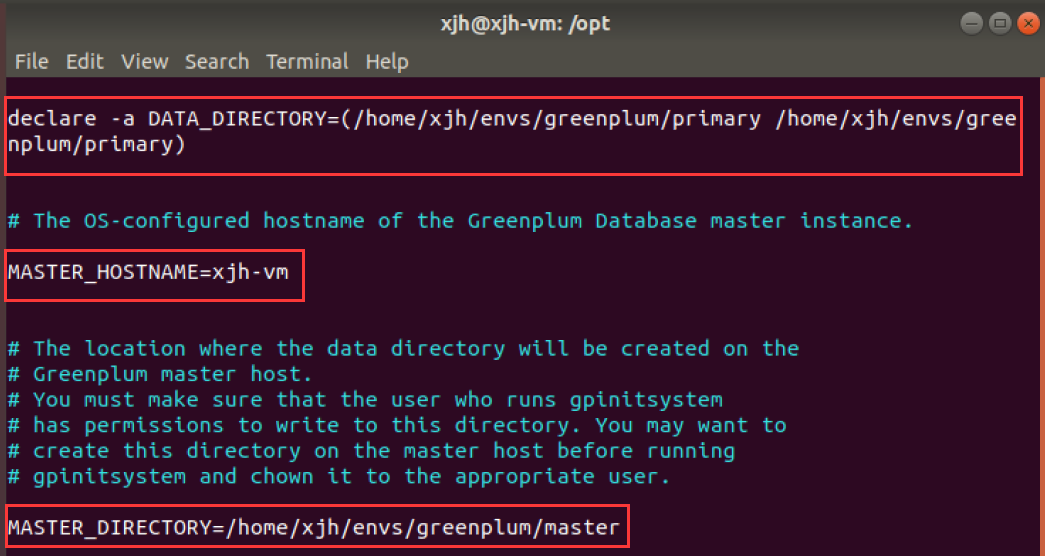 xjh@xjh-vm: /opt
File Edit View Search Terminal Help
declare -a DATA_DIRECTORY=(/home/xjh/envs/greenplum/primary /home/xjh/envs/gree
nplum/primary)
# The OS-configured hostname of the Greenplum Database master instance.
MASTER_HOSTNAME=xjh-vm
# The location where the data directory will be created on the
# Greenplum master host.
# You must make sure that the user who runs gpinitsystem
# has permissions to write to this directory. You may want to
# create this directory on the master host before running
# gpinitsystem and chown it to the appropriate user.
MASTER_DIRECTORY=/home/xjh/envs/greenplum/master